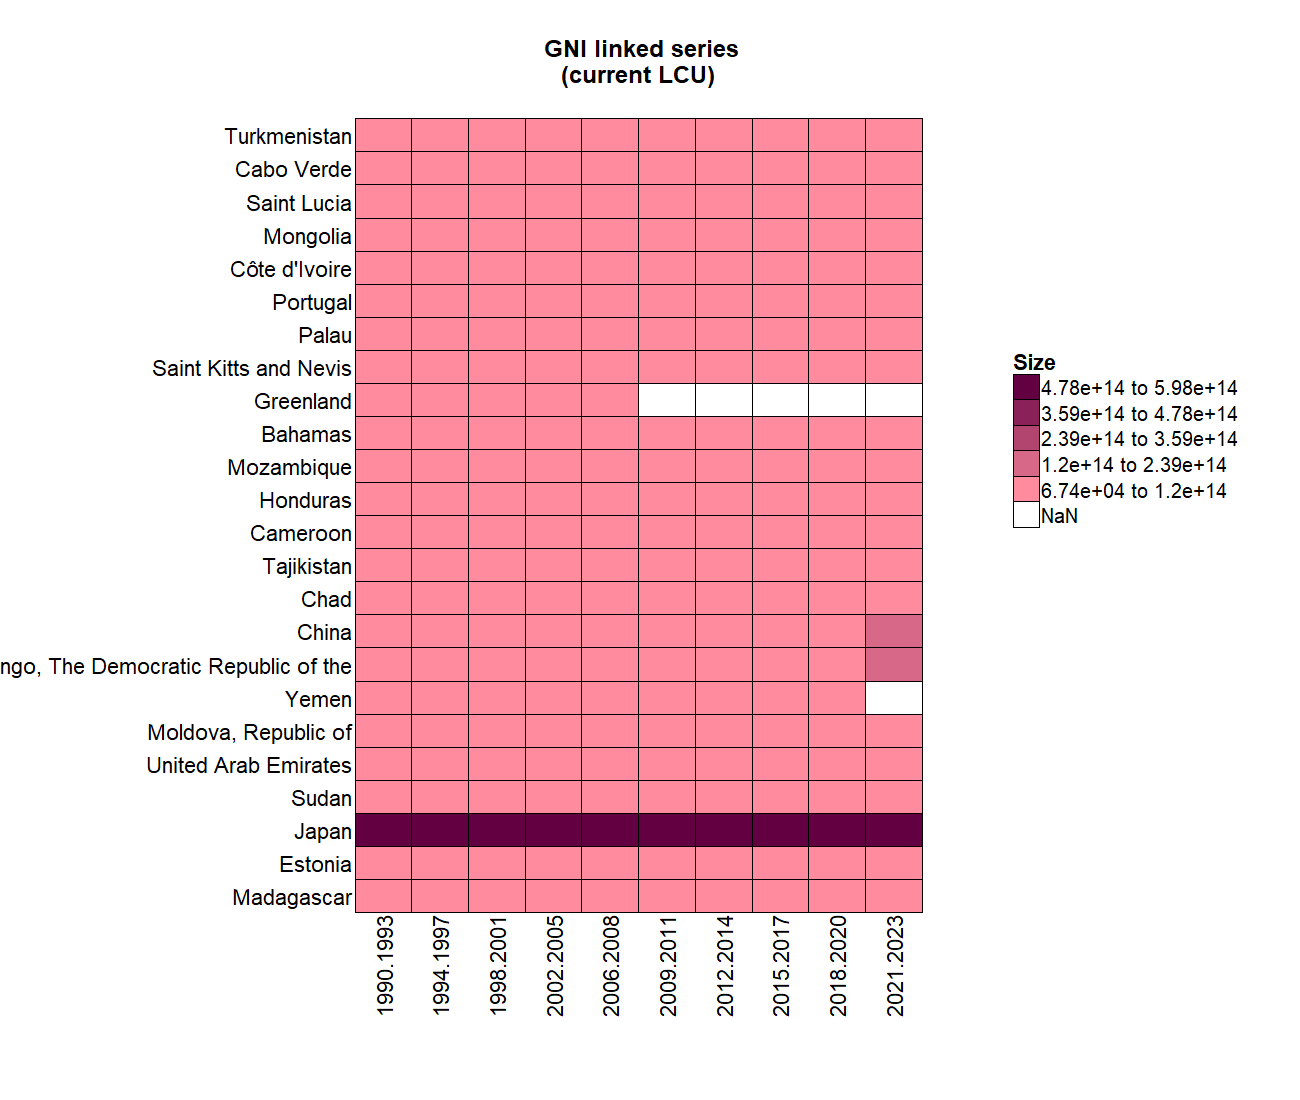 GNI linked series
(current LCU)
Turkmenistan
Cabo Verde
Saint Lucia
Mongolia
Côte d'Ivoire
Portugal
Palau
Saint Kitts and Nevis
Greenland
Bahamas
Mozambique
Honduras
Cameroon
Tajikistan
Chad
China
ngo, The Democratic Republic of the
Yemen
Moldova, Republic of
United Arab Emirates
Sudan
Japan
Estonia
Madagascar
1990.1993
1994.1997
1998.2001
2002.2005
2006.2008
2009.2011
2012.2014
2015.2017
2018.2020
2021.2023
Size
4.78e+14 to 5.98e+14
3.59e+14 to 4.78e+14
2.39e+14 to 3.59e+14
1.2e+14 to 2.39e+14
6.74e+04 to 1.2e+14
NaN